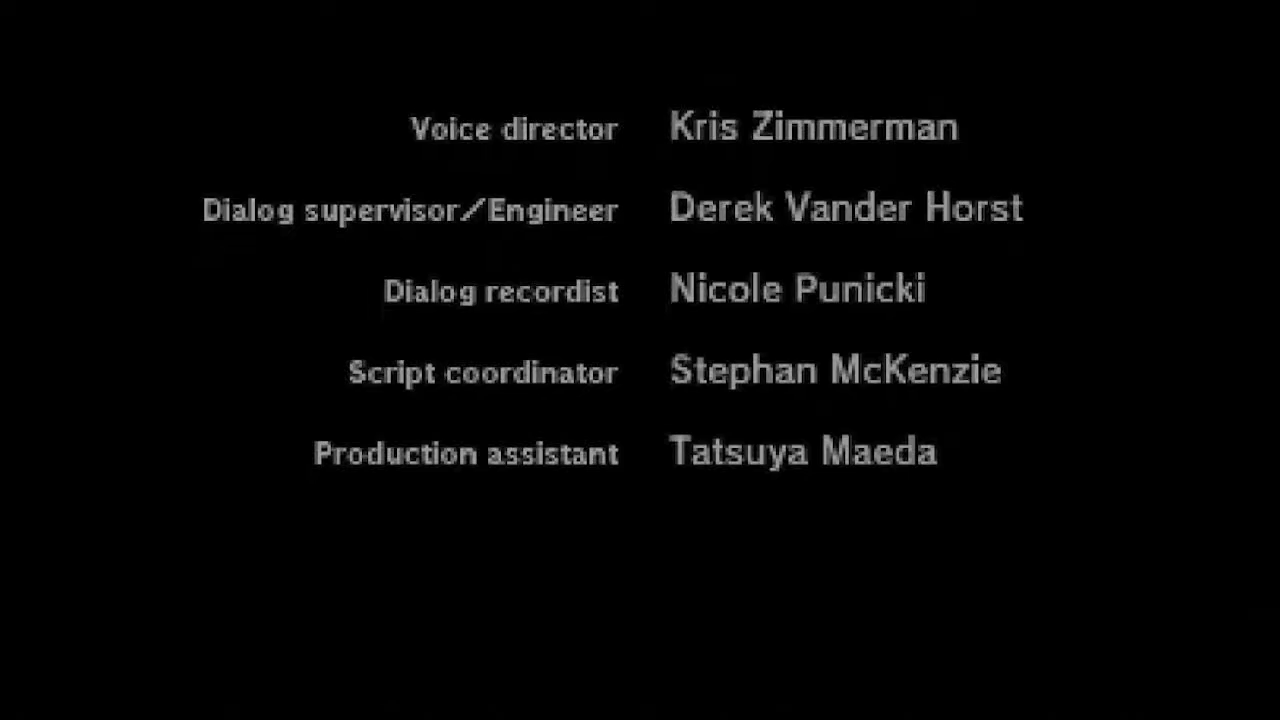 Voice director Kris Zimmerman
Dialog supervisor/Engineer Derek Vander Horst
Dialog recordist Nicole Punicki
Script coordinator Stephan McKenzie
Production assistant Tatsuya Maeda